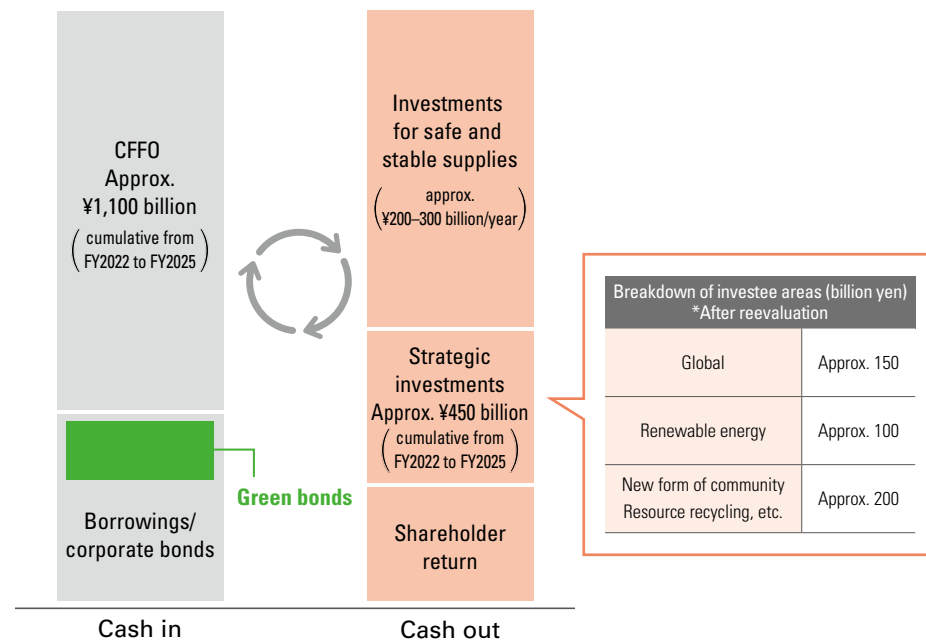 CFFO
Approx.
¥1,100 billion
(cumulative from
FY2022 to FY2025)
Green bonds
Borrowings/
corporate bonds
Cash in
Investments
for safe and
stable supplies
(approx.
¥200–300 billion/year)
Strategic
investments
Approx. ¥450 billion
(cumulative from
FY2022 to FY2025)
Shareholder
return
Cash out
Breakdown of investee areas (billion yen)
*After reevaluation
Global Approx. 150
Renewable energy Approx. 100
New form of community
Resource recycling, etc. Approx. 200